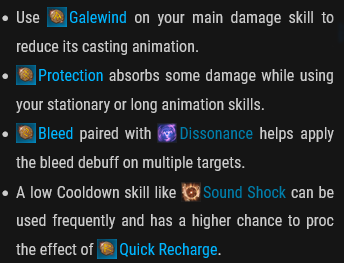 • Use Galewind on your main damage skill to
reduce its casting animation.
• Protection absorbs some damage while using
your stationary or long animation skills.
• Bleed paired with Dissonance helps apply
the bleed debuff on multiple targets.
• A low Cooldown skill like Sound Shock can be
used frequently and has a higher chance to proc
the effect of Quick Recharge.